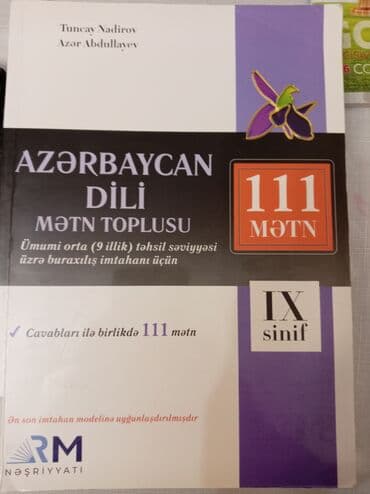 Tuncay Nadirov
Azər Abdullayev
AZƏRBAYCAN
DİLİ
MƏTN TOPLUSU
Ümumi orta (9 illik) təhsil səviyyəsi
üzrə buraxılış imtahanı üçün
111
MƏTN
IX
sinif
✓ Cavabları ilə birlikdə 111 mətn
Ən son imtahan modelinə uyğunlaşdırılmışdır
RM
NƏŞRİYYATI